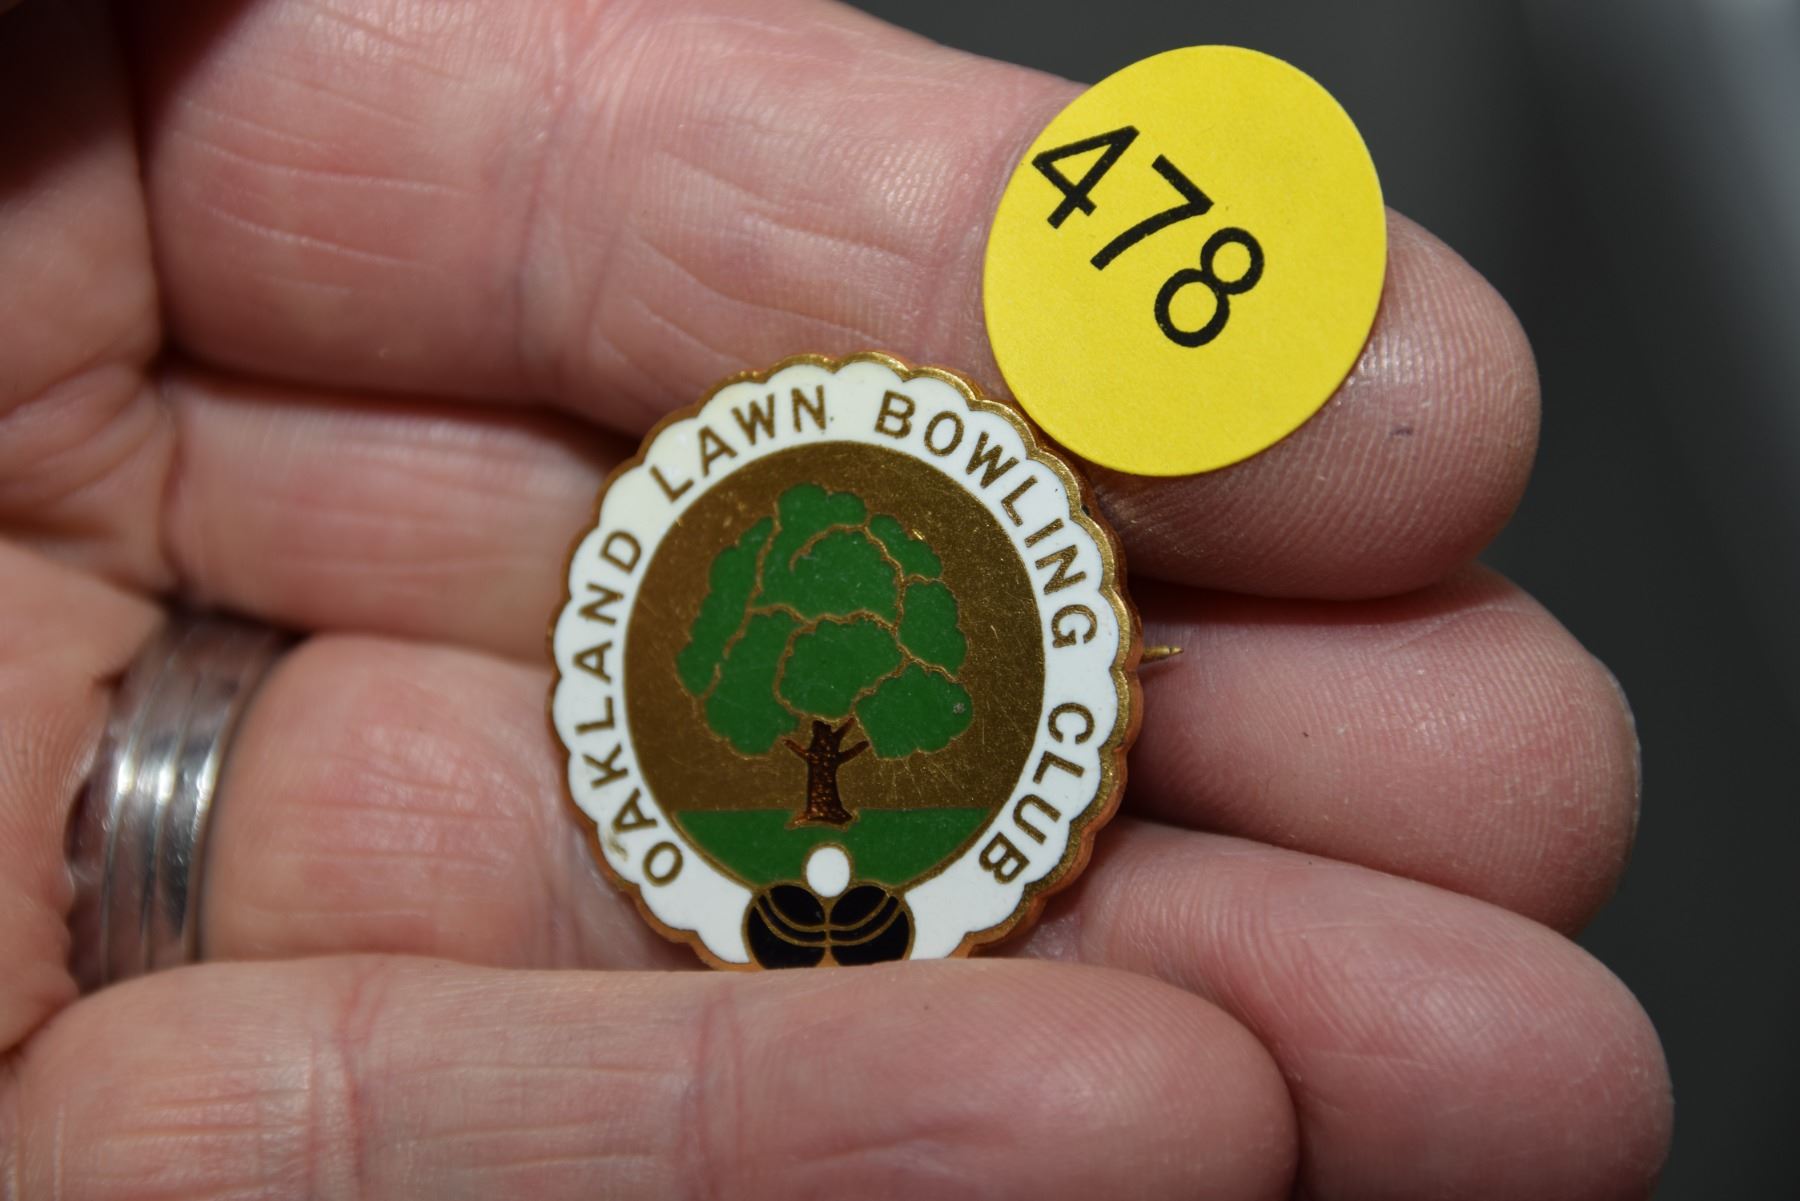 478
OAKLAND LAWN BOWLING CLUB